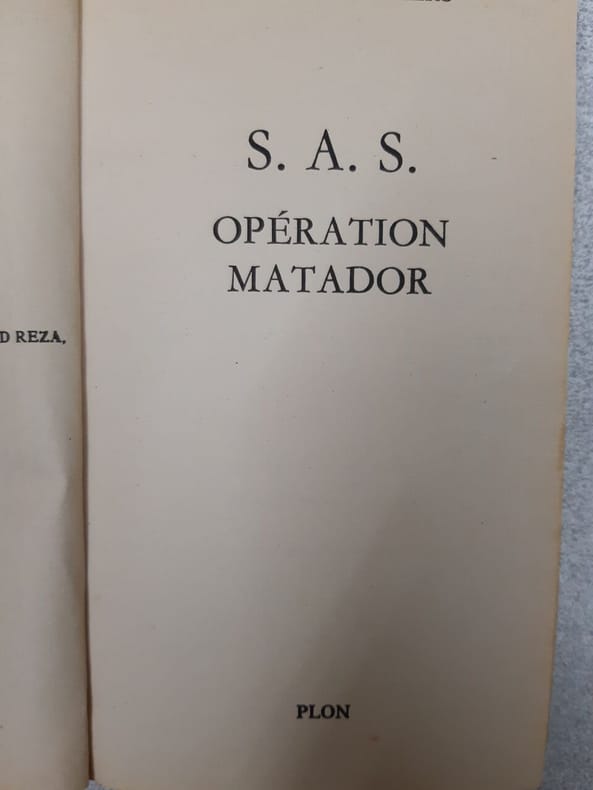 D REZA,
S. A. S.
OPÉRATION
MATADOR
PLON